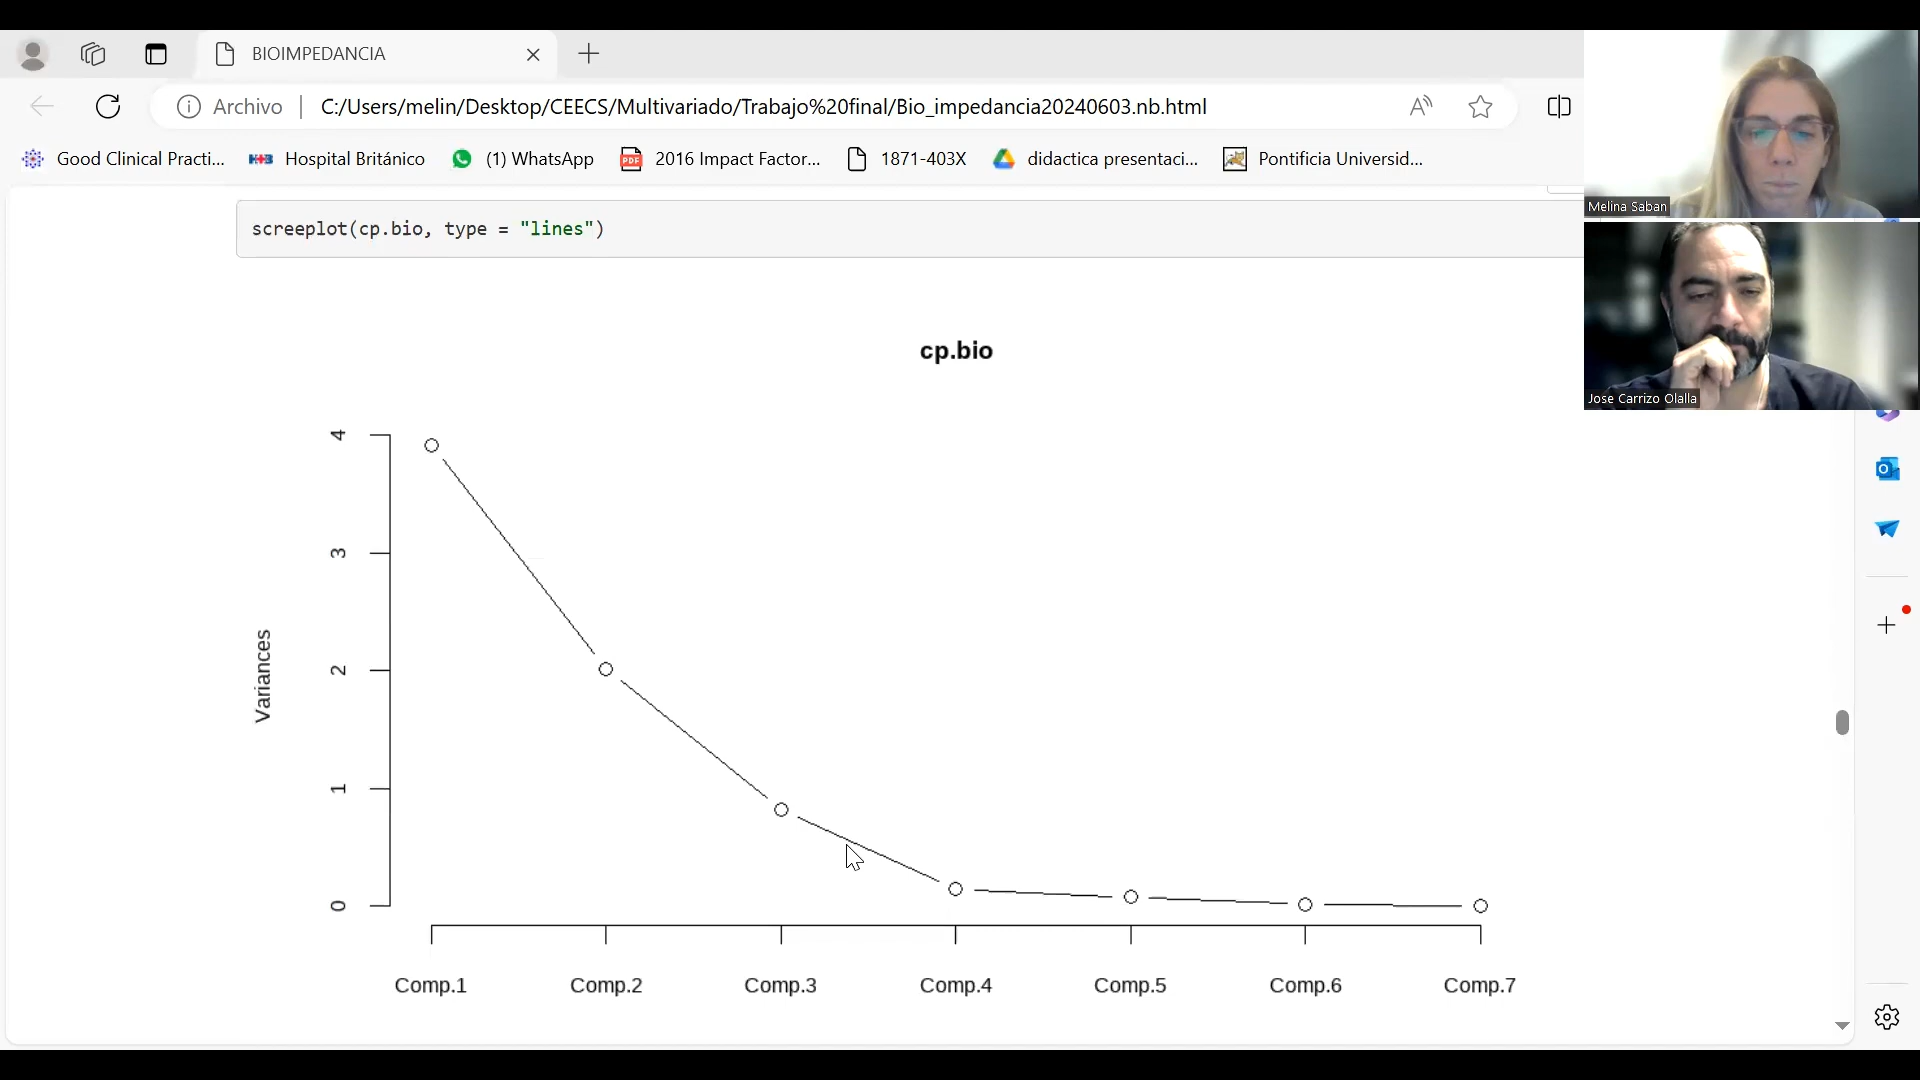 BIOIMPEDANCIA
Archivo
C:/Users/melin/Desktop/CEECS/Multivariado/Trabajo%20final/Bio_impedancia20240603.nb.html
Good Clinical Practi...
Hospital Británico
(1) WhatsApp
PDF
2016 Impact Factor...
1871-403X
didactica presentaci...
Pontificia Universid...
Melina Saban
Jose Carrizo Olalla
screeplot(cp.bio, type = "lines")
cp.bio
Variances
4
3
2
1
0
Comp.1
Comp.2
Comp.3
Comp.4
Comp.5
Comp.6
Comp.7